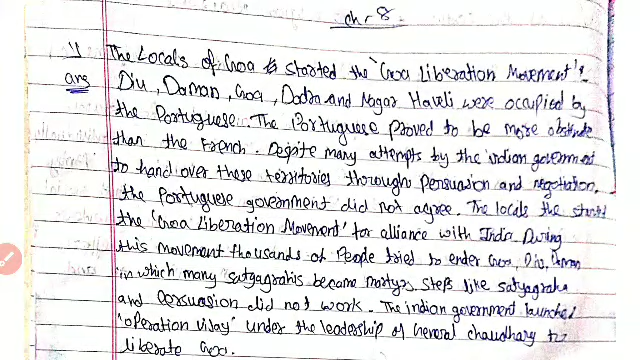 ch - 8
1) The Locals of Goa started the "Goa Liberation Movement".
ans Diu, Daman, Goa, Dadra and Nagar Haveli were occupied by
the Portuguese. The Portuguese proved to be more obstinate
than the French. Despite many attempts by the indian government
to hand over these territories through Persuasion and negotiation,
the Portuguese government did not agree. The locals the started
the 'Goa Liberation Movement' for alliance with India. During
this movement thousands of People tried to enter Goa, Diu, Daman
in which many satyagrahis became martyrs. Steps like satyagraha
and Persuasion did not work. The indian government launched
"operation vijay" under the leadership of General chaudhary to
liberate Goa.